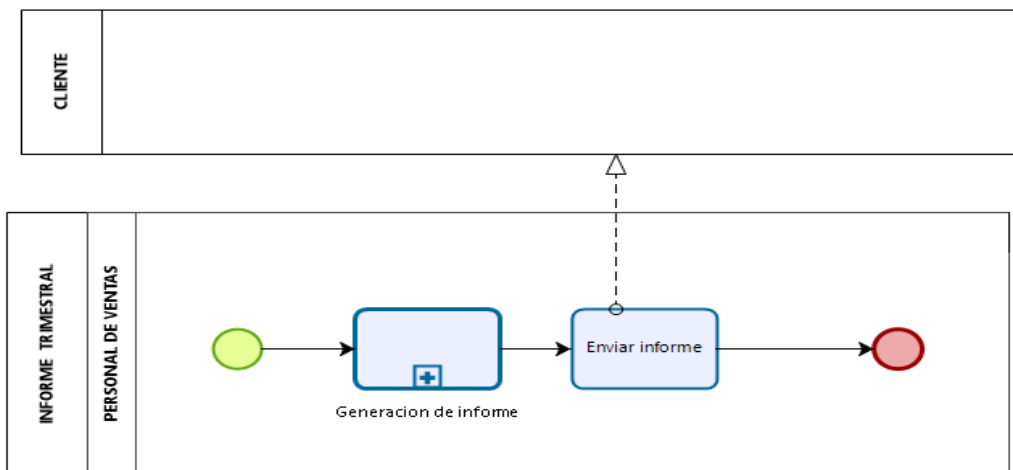 CLIENTE
INFORME TRIMESTRAL
PERSONAL DE VENTAS
Generacion de informe
Enviar informe